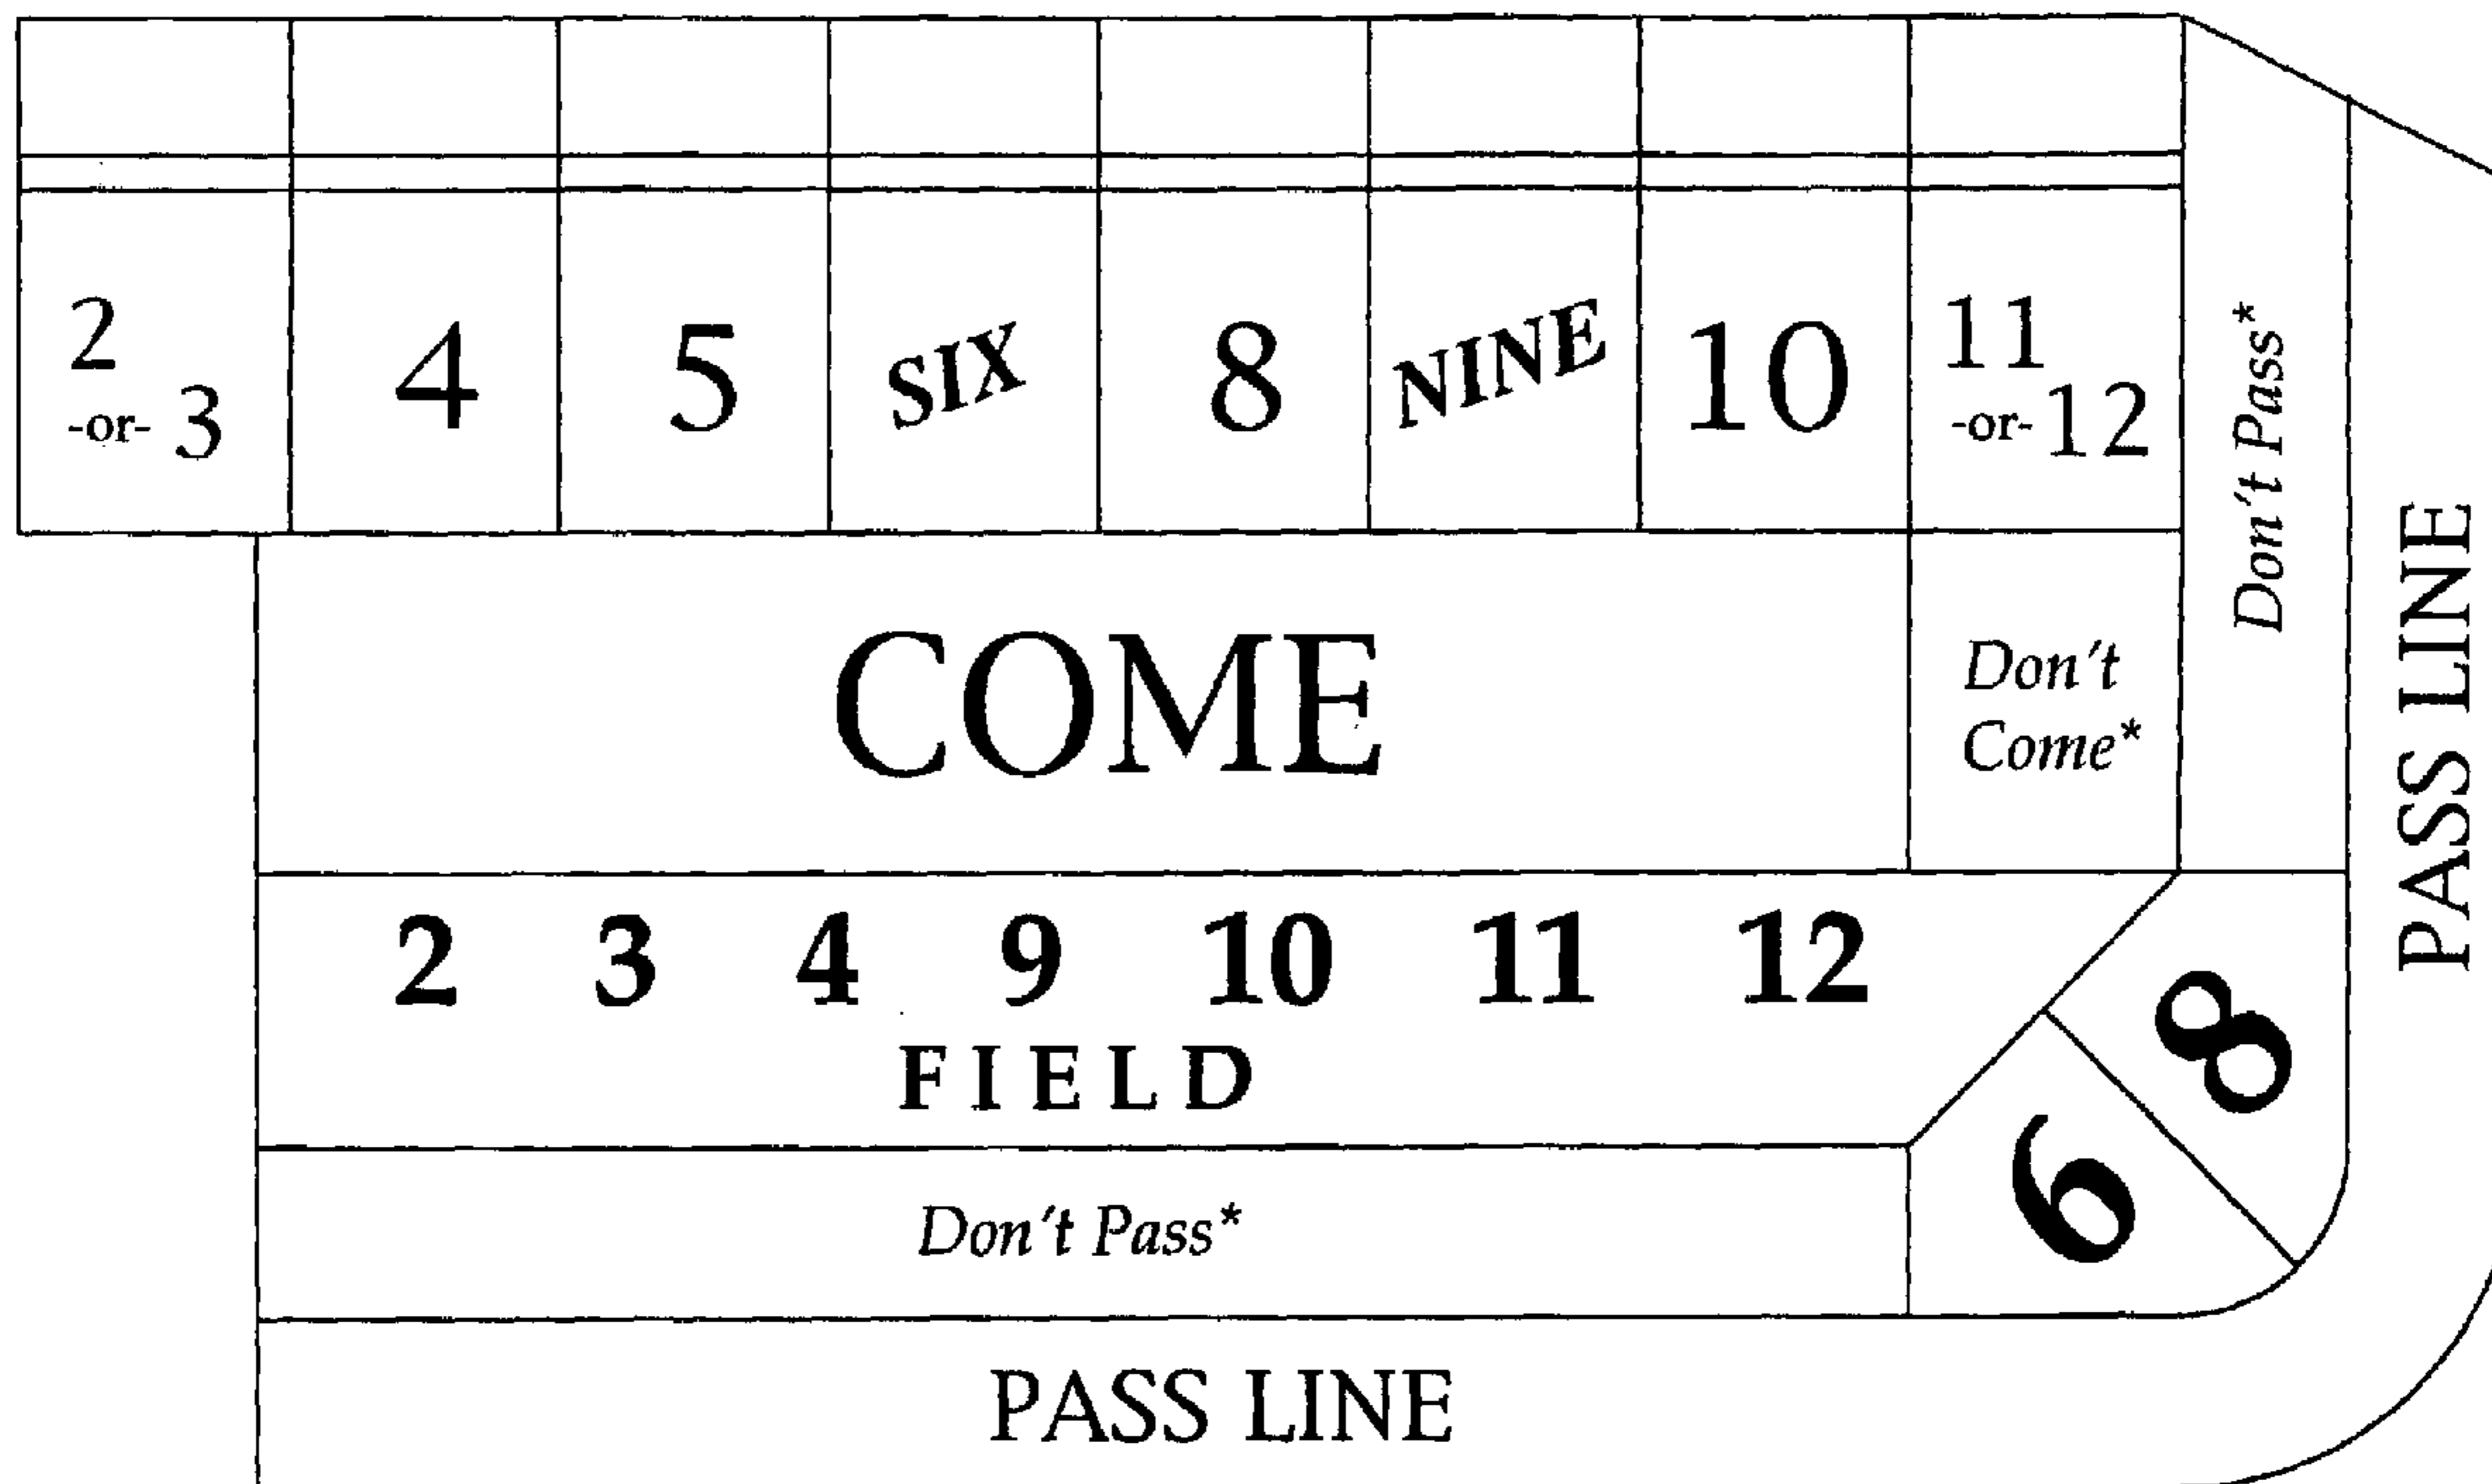 2
-or- 3
4
5
SIX
8
NINE
10
11
-or- 12
Don't Pass*
PASS LINE
COME
Don't
Come*
2 3 4 9 10 11 12
FIELD
8
6
Don't Pass*
PASS LINE